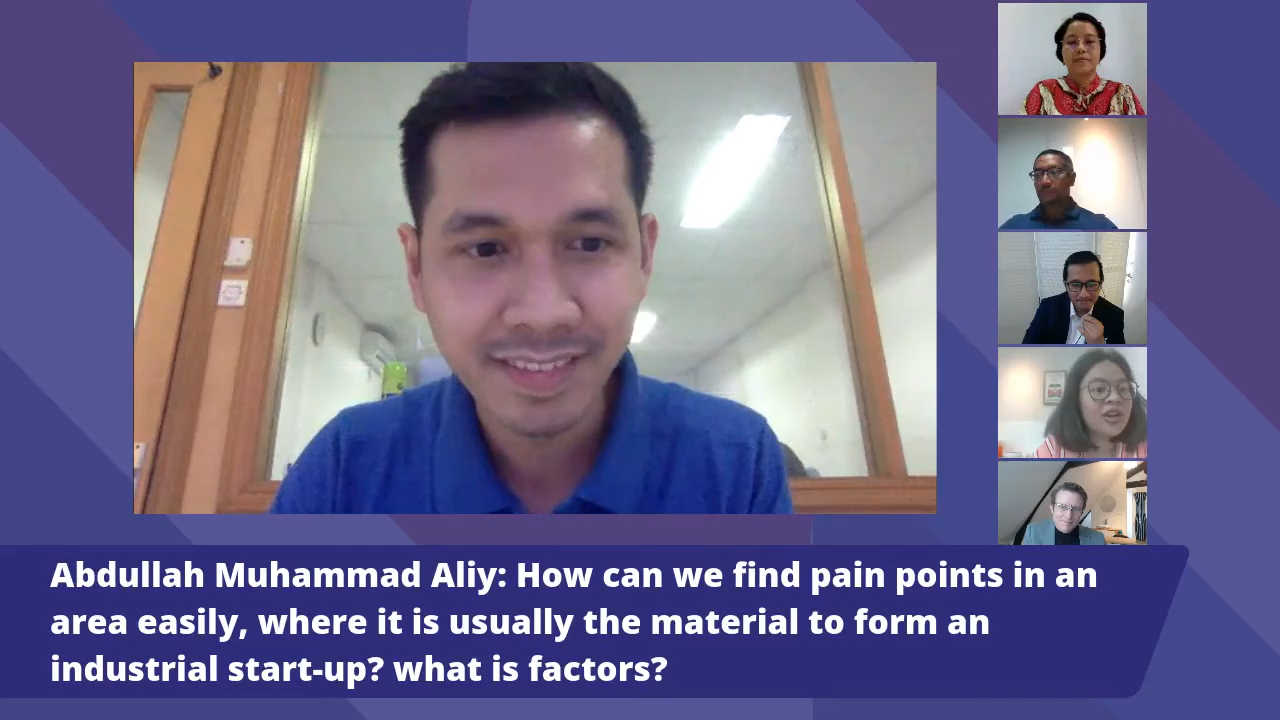 Abdullah Muhammad Aliy: How can we find pain points in an
area easily, where it is usually the material to form an
industrial start-up? what is factors?